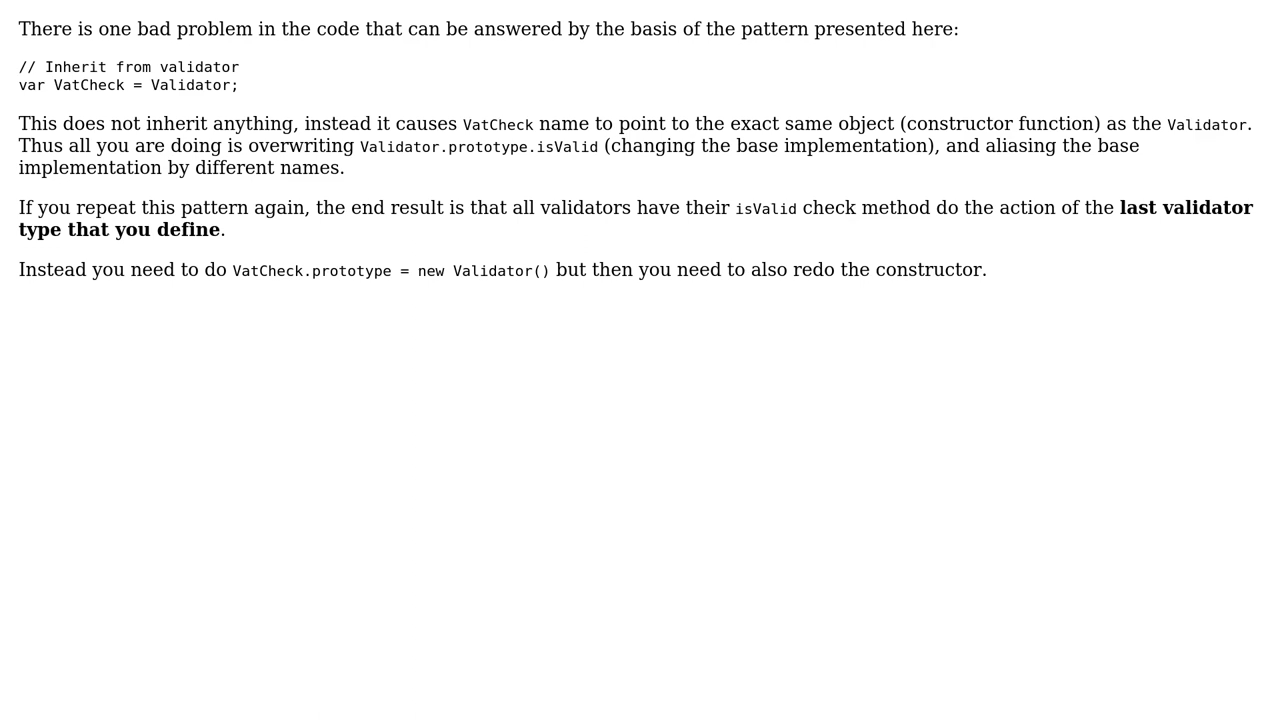 There is one bad problem in the code that can be answered by the basis of the pattern presented here:
// Inherit from validator
var VatCheck = Validator;
This does not inherit anything, instead it causes VatCheck name to point to the exact same object (constructor function) as the Validator.
Thus all you are doing is overwriting Validator.prototype.isValid (changing the base implementation), and aliasing the base
implementation by different names.
If you repeat this pattern again, the end result is that all validators have their isValid check method do the action of the last validator
type that you define.
Instead you need to do VatCheck.prototype = new Validator() but then you need to also redo the constructor.